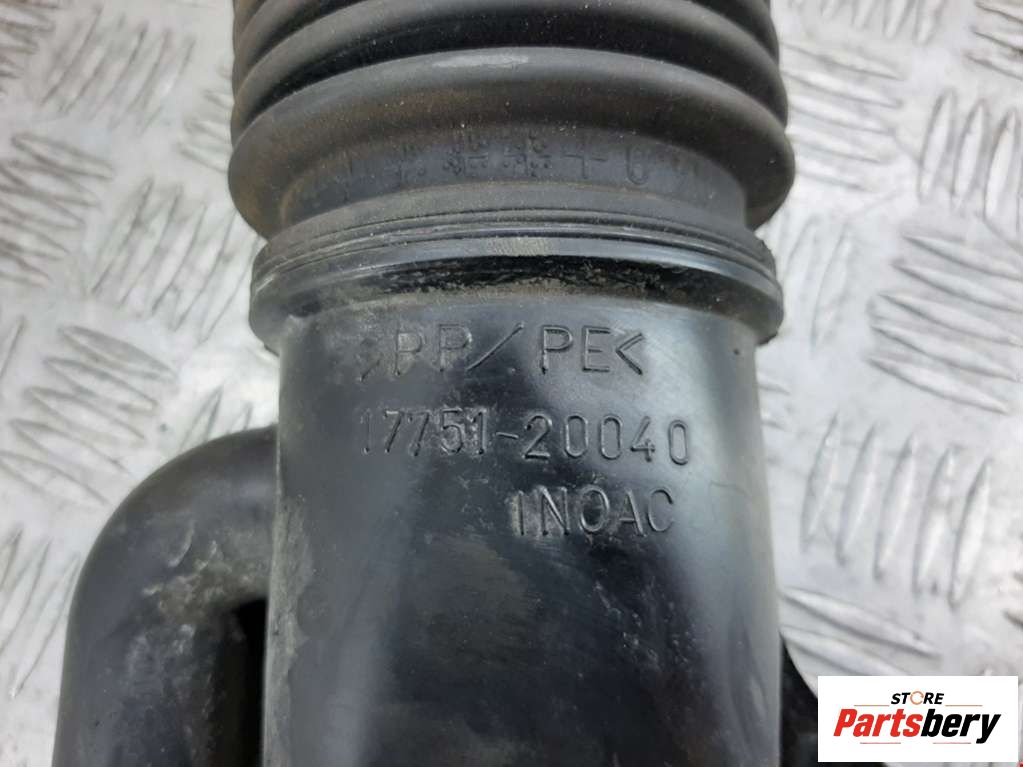 >PP/PE<
17751-20040
INOAC
STORE
Partsbery